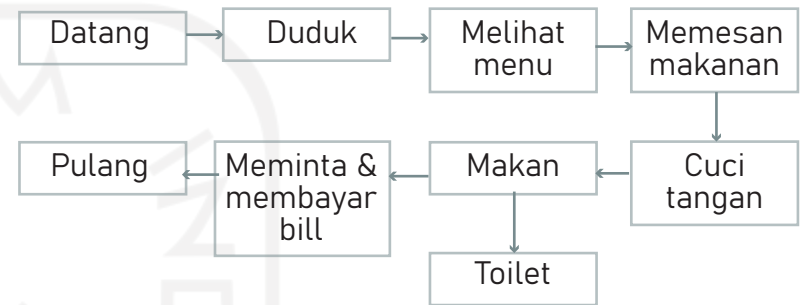 Datang
Duduk
Melihat
menu
Memesan
makanan
Pulang
Meminta &
membayar
bill
Makan
Cuci
tangan
Toilet